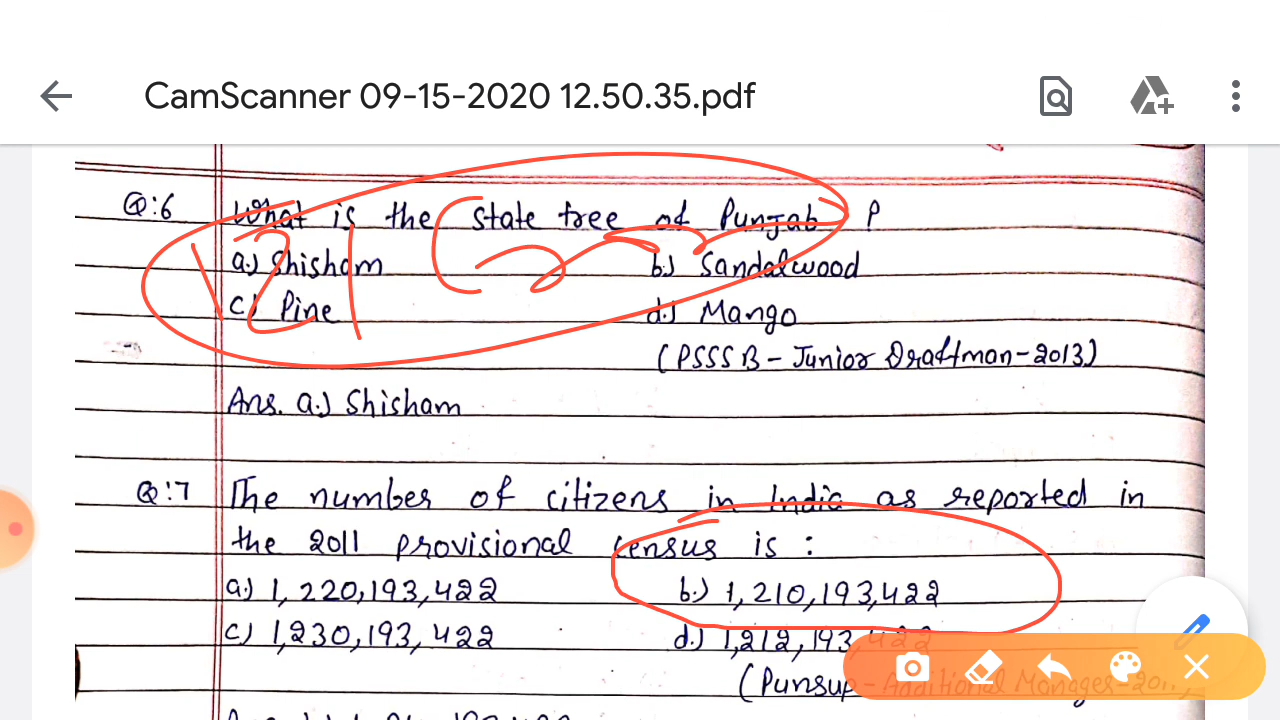 CamScanner 09-15-2020 12.50.35.pdf
Q:6 What is the state tree of Punjab ?
a.) Shisham b.) Sandalwood
c.) Pine d.) Mango
(PSSSB - Junior Draftman-2013)
Ans. a.) Shisham
Q:7 The number of citizens in India as reported in
the 2011 provisional census is :
a.) 1,220,193,422 b.) 1,210,193,422
c.) 1,230,193,422 d.) 1,212,193,422
(Punsup - Additional Manager-201